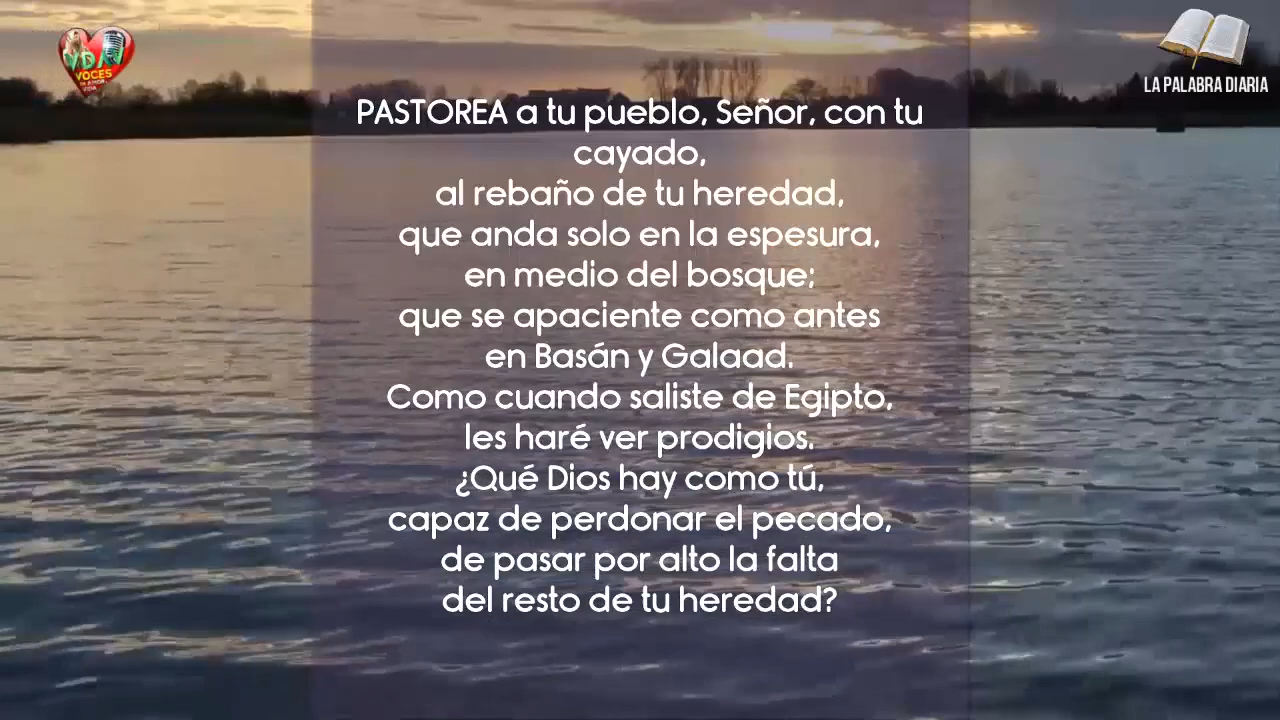 VOCES
LA PALABRA DIARIA
PASTOREA a tu pueblo, Señor, con tu
cayado,
al rebaño de tu heredad,
que anda solo en la espesura,
en medio del bosque;
que se apaciente como antes
en Basán y Galaad.
Como cuando saliste de Egipto,
les haré ver prodigios.
¿Qué Dios hay como tú,
capaz de perdonar el pecado,
de pasar por alto la falta
del resto de tu heredad?